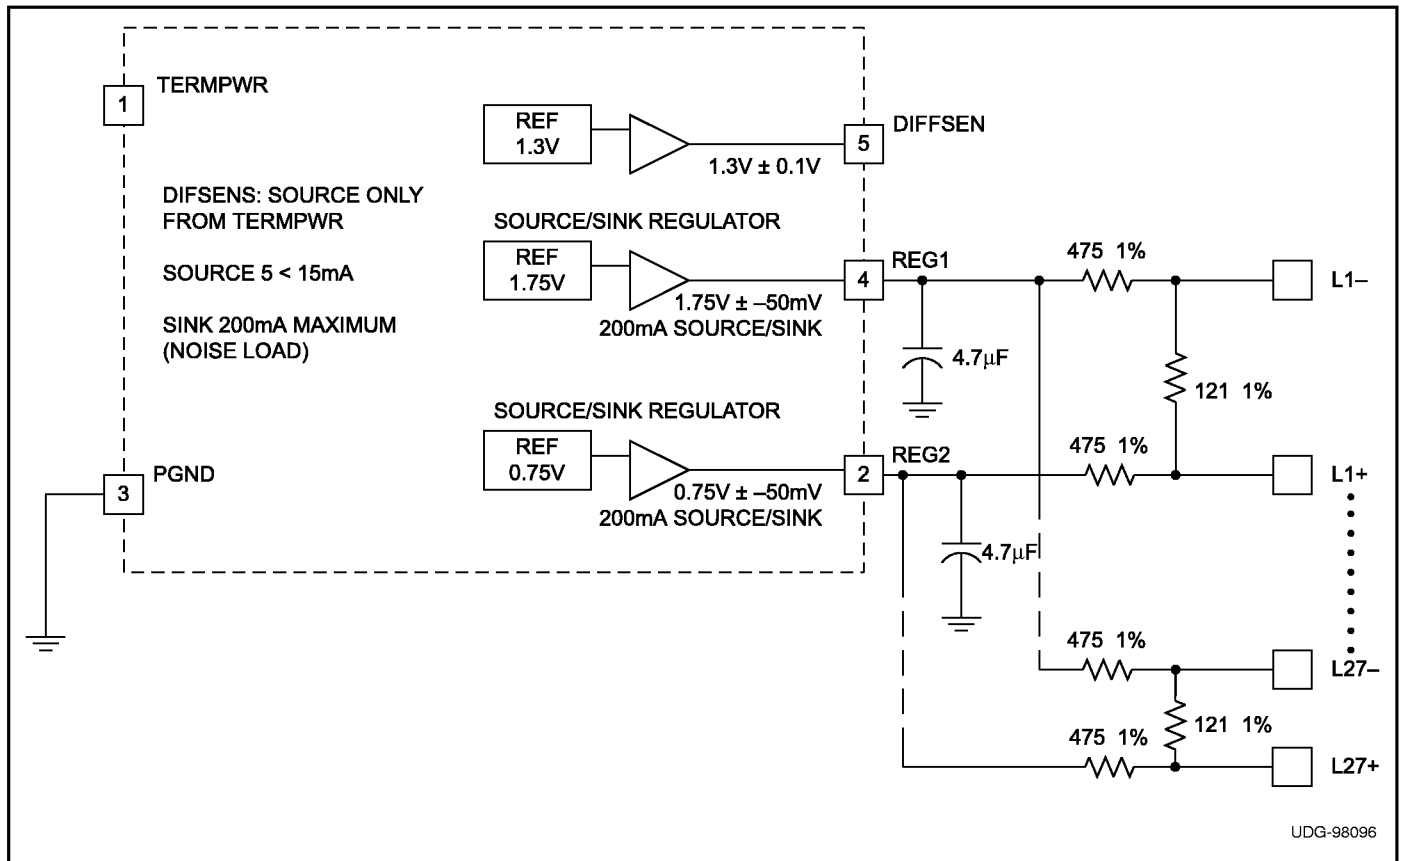 1
TERMPWR
REF
1.3V
5
DIFFSEN
1.3V ± 0.1V
DIFSENS: SOURCE ONLY
FROM TERMPWR
SOURCE 5 < 15mA
SINK 200mA MAXIMUM
(NOISE LOAD)
SOURCE/SINK REGULATOR
REF
1.75V
4
REG1
1.75V ± –50mV
200mA SOURCE/SINK
475 1%
L1–
4.7µF
121 1%
SOURCE/SINK REGULATOR
REF
0.75V
2
REG2
0.75V ± –50mV
200mA SOURCE/SINK
475 1%
L1+
3
PGND
4.7µF
475 1%
L27–
121 1%
475 1%
L27+
UDG-98096